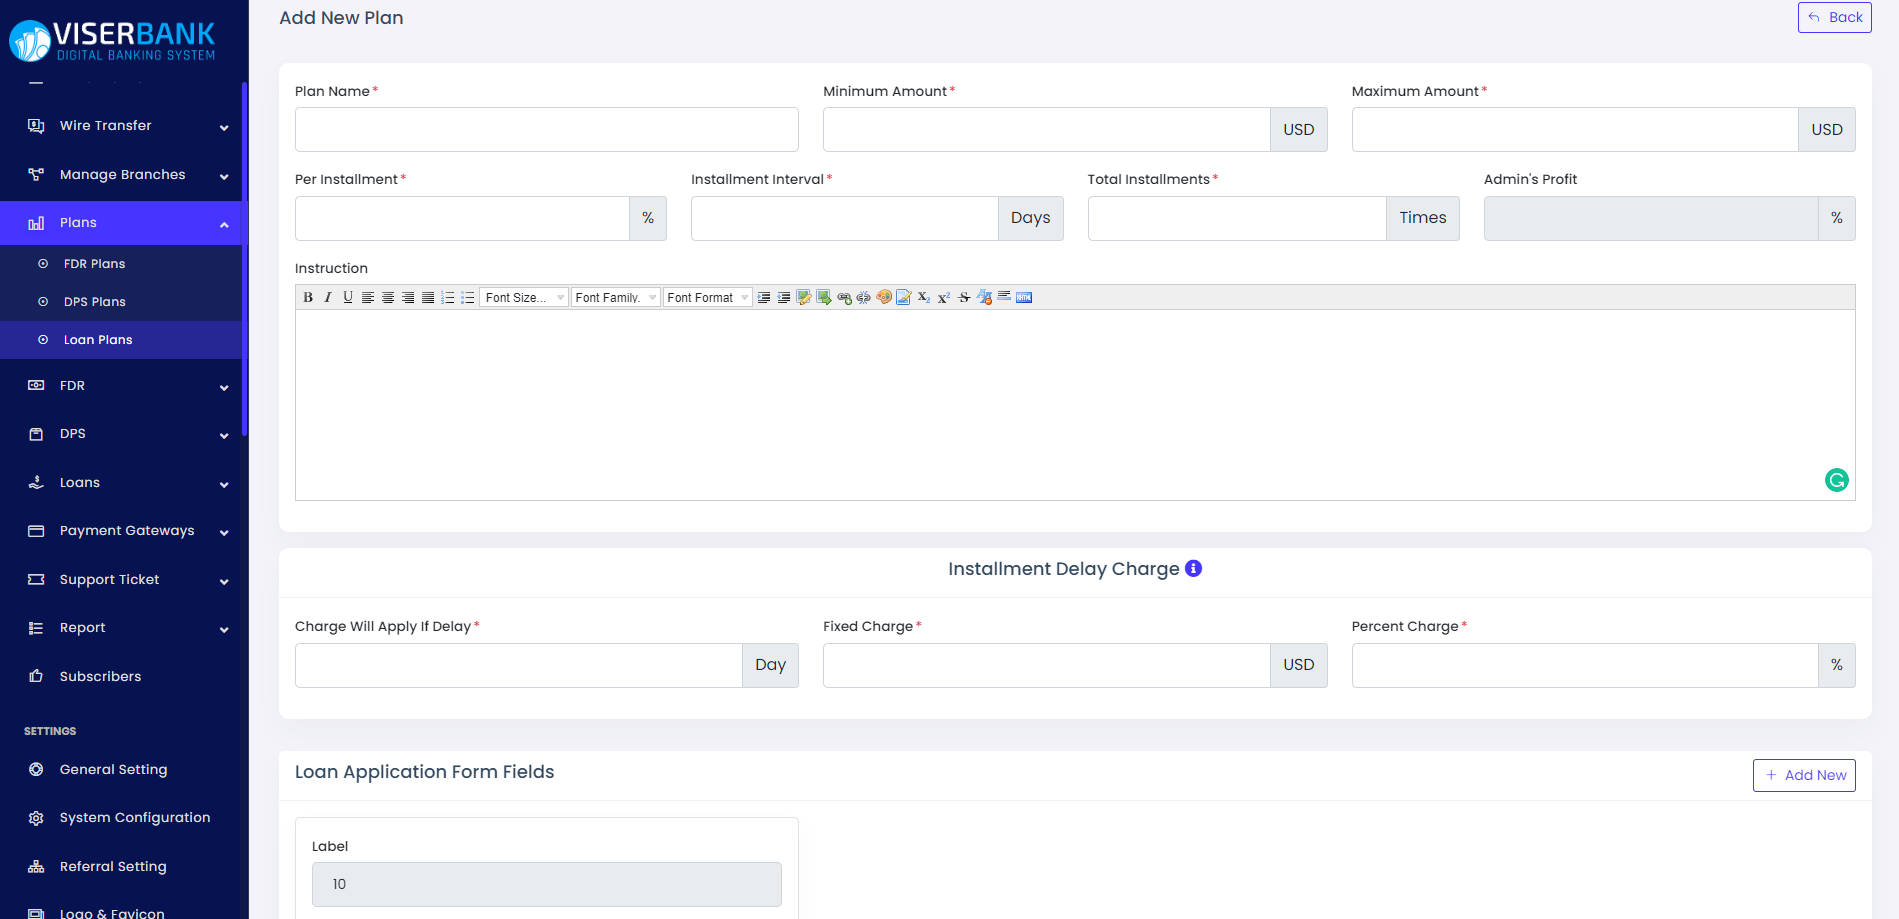 VISERBANK
DIGITAL BANKING SYSTEM
Wire Transfer
Manage Branches
Plans
FDR Plans
DPS Plans
Loan Plans
FDR
DPS
Loans
Payment Gateways
Support Ticket
Report
Subscribers
SETTINGS
General Setting
System Configuration
Referral Setting
Logo & Favicon
Add New Plan
Back
Plan Name *
Minimum Amount *
Maximum Amount *
USD
USD
Per Installment *
Installment Interval *
Total Installments *
Admin's Profit
%
Days
Times
%
Instruction
B I U Font Size... Font Family. Font Format
Installment Delay Charge
Charge Will Apply If Delay *
Fixed Charge *
Percent Charge *
Day
USD
%
Loan Application Form Fields
+ Add New
Label
10